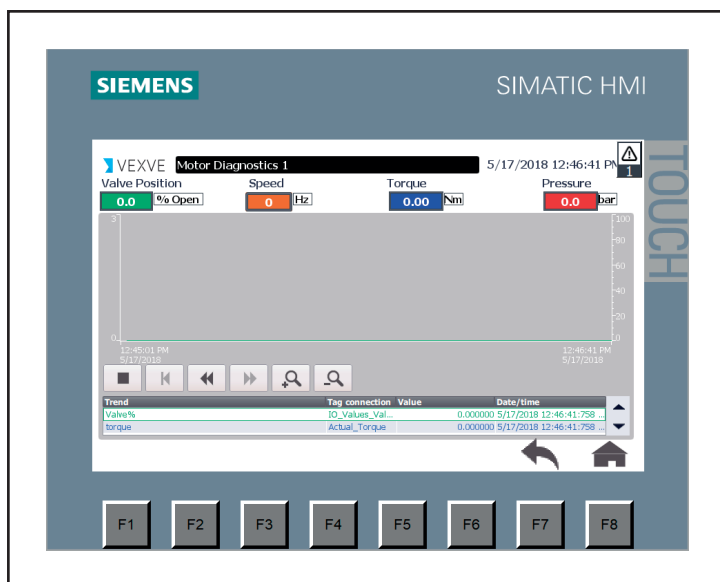 SIEMENS
SIMATIC HMI
TOUCH
VEXVE Motor Diagnostics 1 5/17/2018 12:46:41 PM
1
Valve Position Speed Torque Pressure
0.0 % Open 0 Hz 0.00 Nm 0.0 bar
3 100
80
60
40
20
0 0
12:45:01 PM 12:46:41 PM
5/17/2018 5/17/2018
Trend Tag connection Value Date/time
Valve% IO_Values_Val... 0.000000 5/17/2018 12:46:41:758 ...
torque Actual_Torque 0.000000 5/17/2018 12:46:41:758 ...
F1 F2 F3 F4 F5 F6 F7 F8